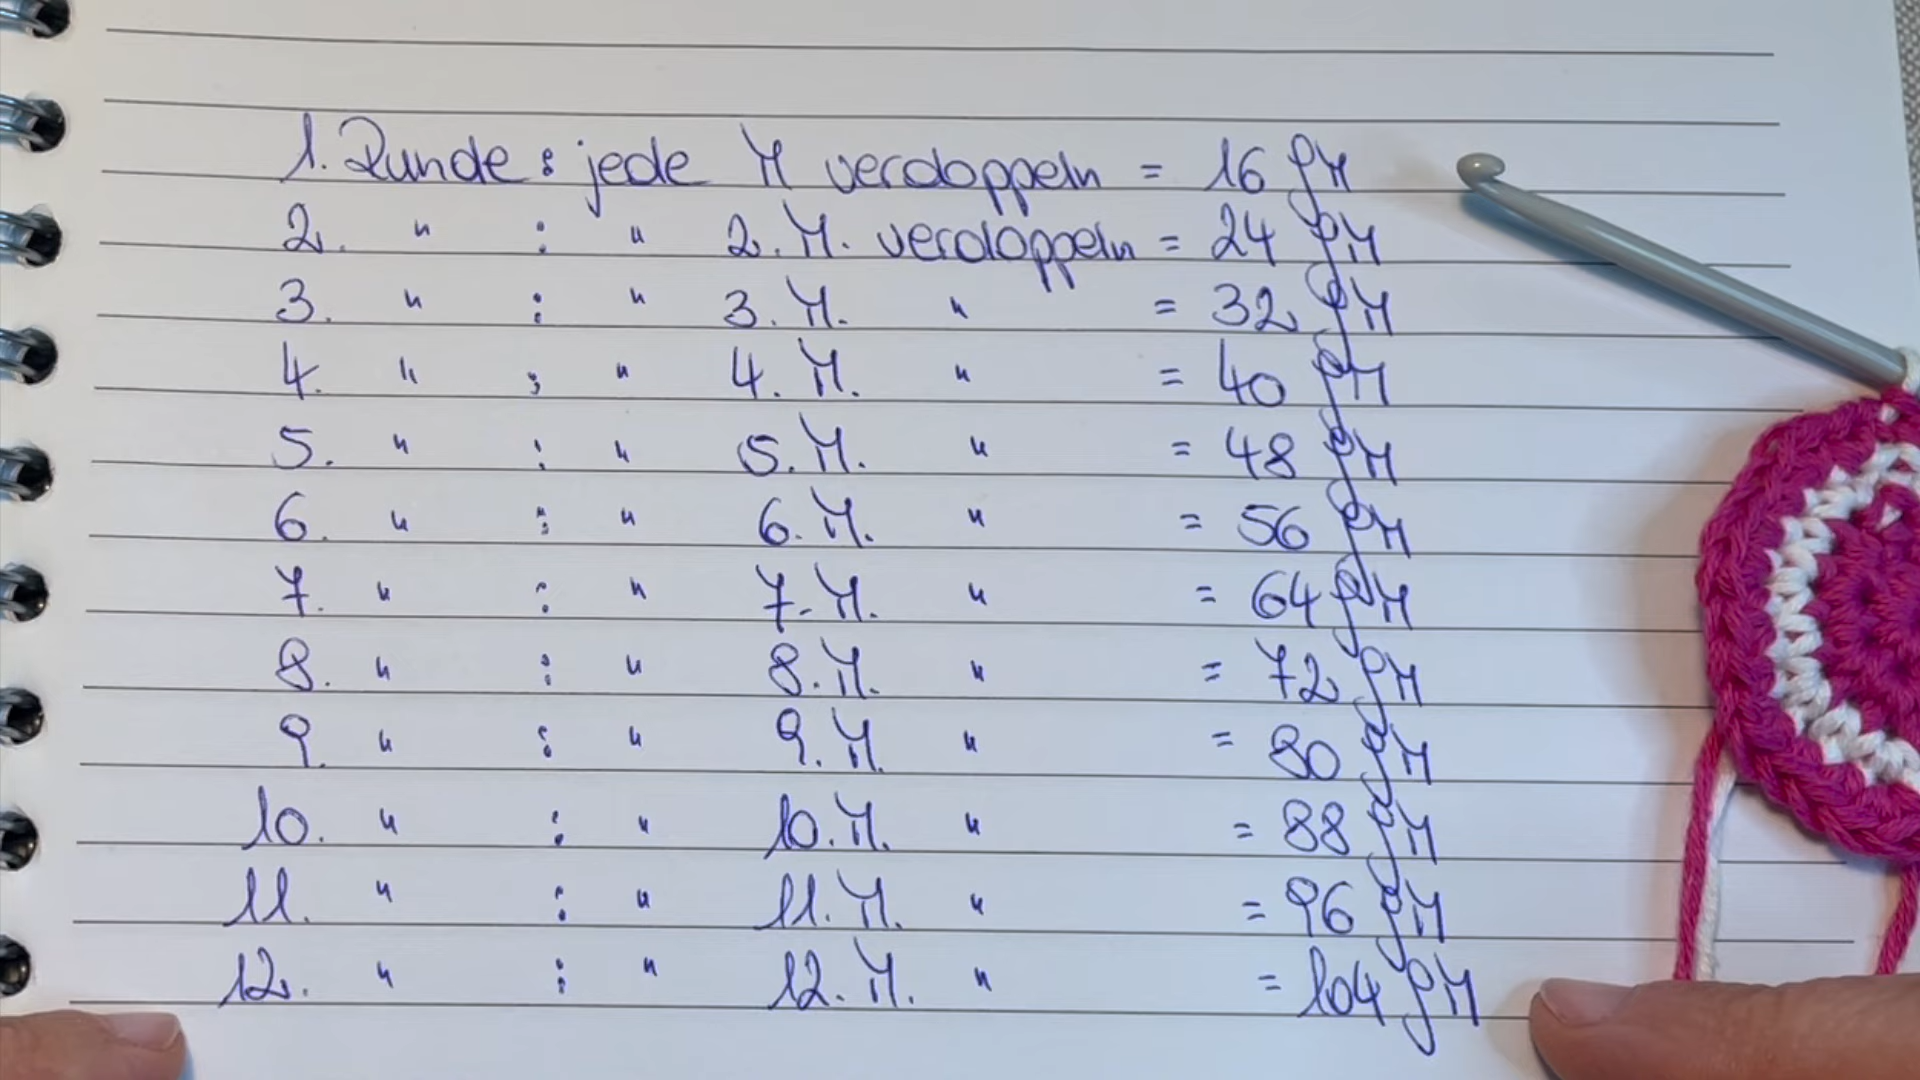 1. Runde : jede M verdoppeln = 16 fM
2. " : " 2. M. verdoppeln = 24 fM
3. " : " 3. M. " = 32 fM
4. " : " 4. M. " = 40 fM
5. " : " 5. M. " = 48 fM
6. " : " 6. M. " = 56 fM
7. " : " 7. M. " = 64 fM
8. " : " 8. M. " = 72 fM
9. " : " 9. M. " = 80 fM
10. " : " 10. M. " = 88 fM
11. " : " 11. M. " = 96 fM
12. " : " 12. M. " = 104 fM